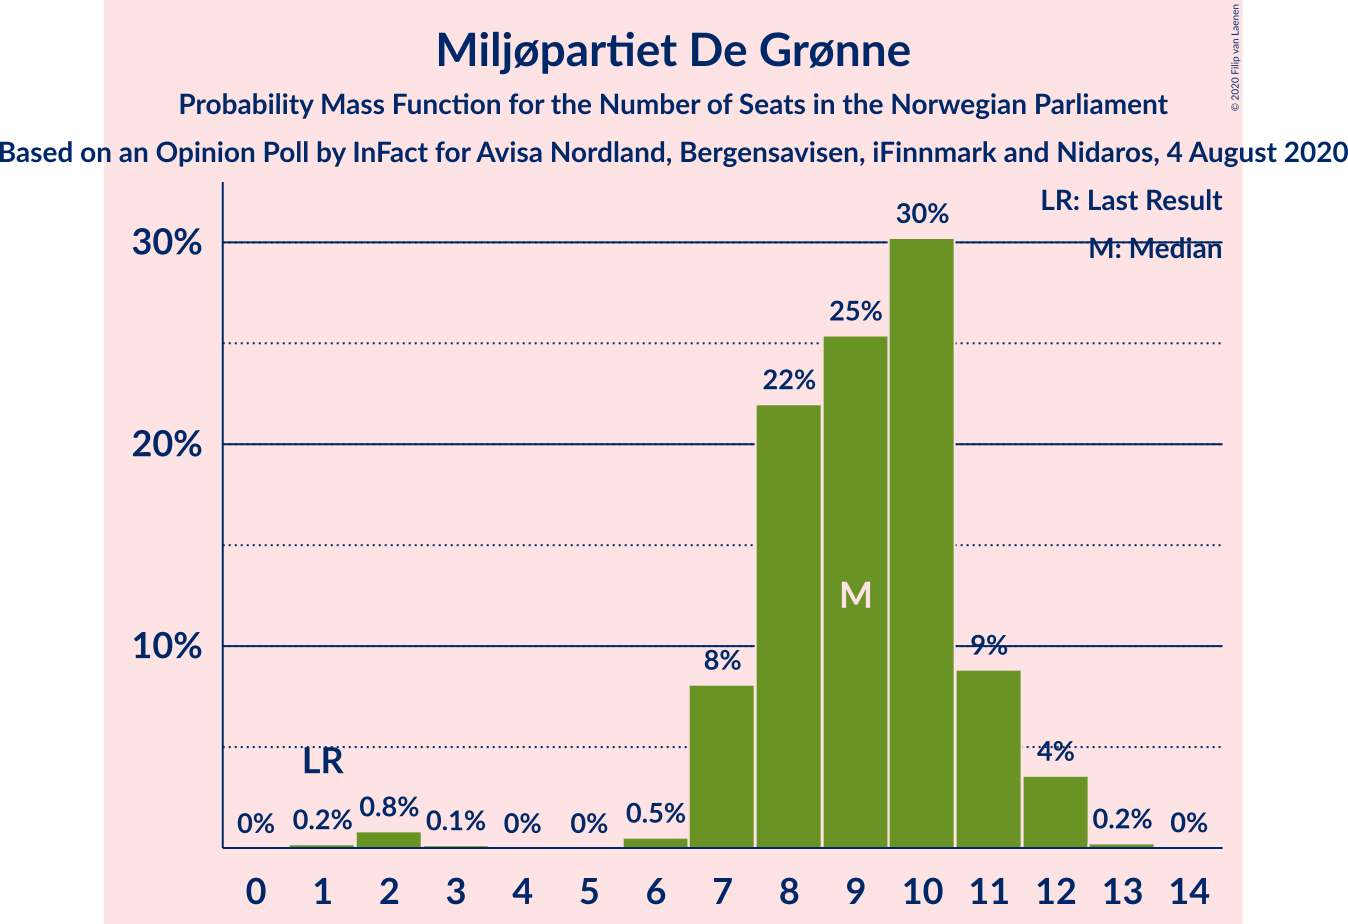 Miljøpartiet De Grønne
Probability Mass Function for the Number of Seats in the Norwegian Parliament
Based on an Opinion Poll by InFact for Avisa Nordland, Bergensavisen, iFinnmark and Nidaros, 4 August 2020
© 2020 Filip van Laenen
LR: Last Result
M: Median
30%
20%
10%
0% 0.2% 0.8% 0.1% 0% 0% 0.5% 8% 22% 25% 30% 9% 4% 0.2% 0%
LR
M
0 1 2 3 4 5 6 7 8 9 10 11 12 13 14